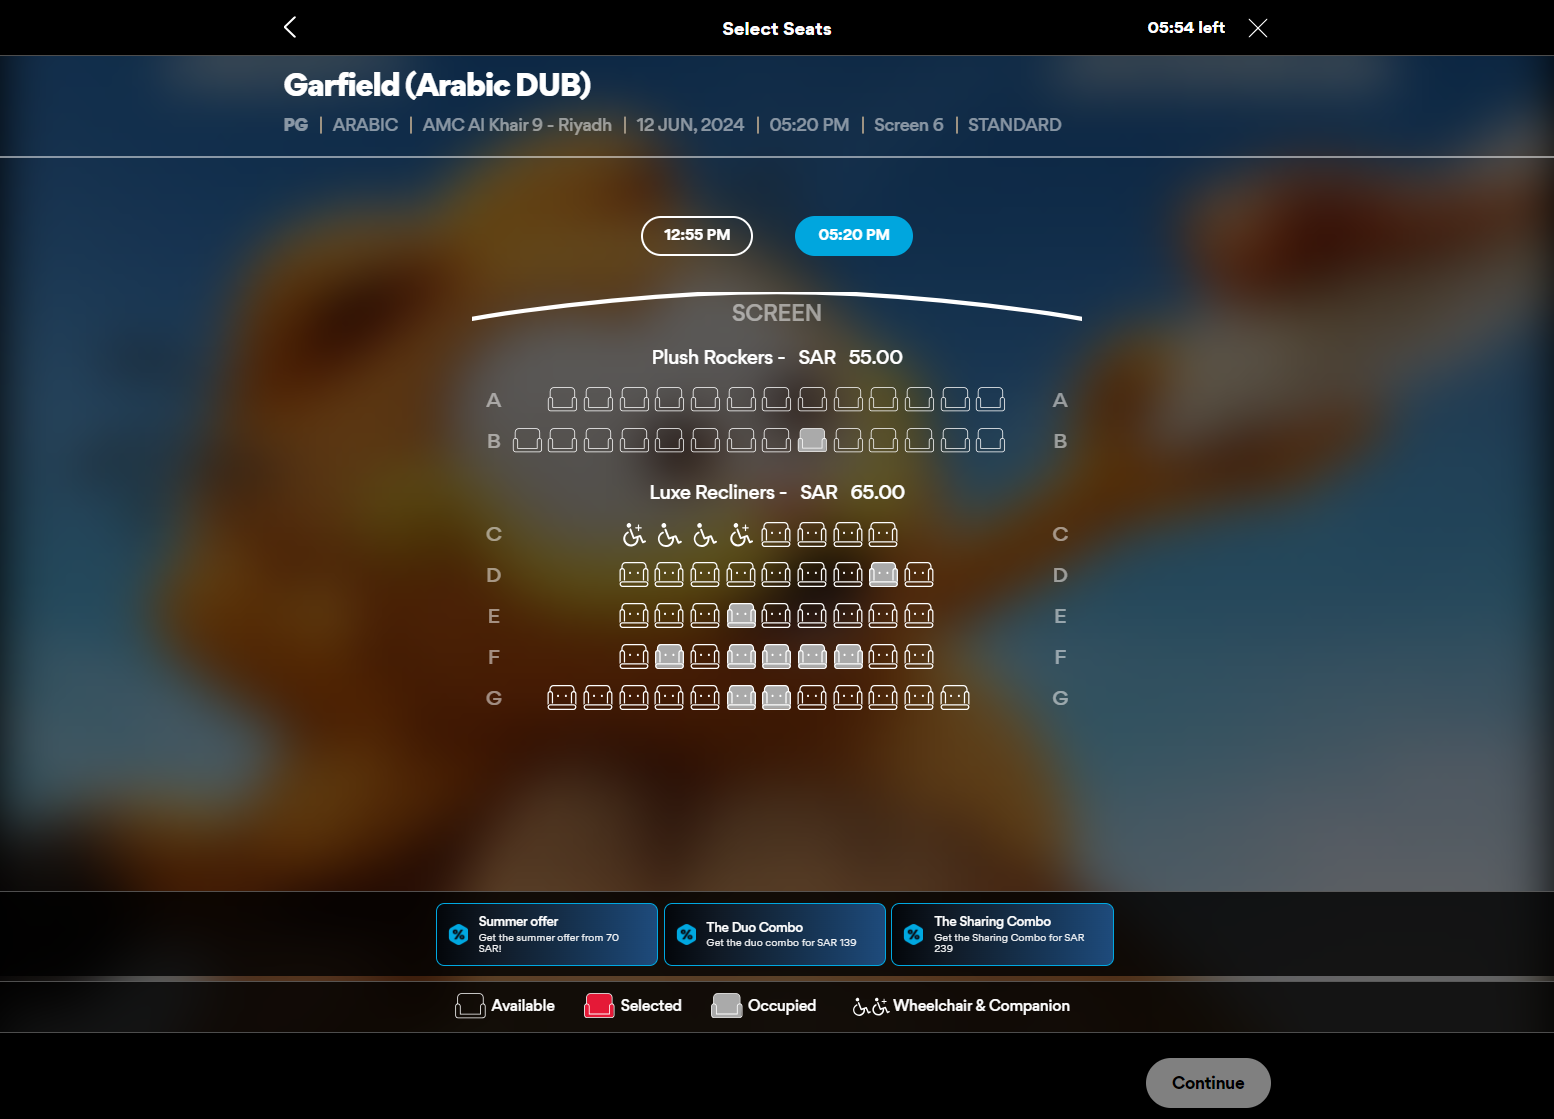 Select Seats
05:54 left
Garfield (Arabic DUB)
PG | ARABIC | AMC Al Khair 9 - Riyadh | 12 JUN, 2024 | 05:20 PM | Screen 6 | STANDARD
12:55 PM
05:20 PM
SCREEN
Plush Rockers - SAR 55.00
A A
B B
Luxe Recliners - SAR 65.00
C C
D D
E E
F F
G G
Summer offer
Get the summer offer from 70
SAR!
The Duo Combo
Get the duo combo for SAR 139
The Sharing Combo
Get the Sharing Combo for SAR
239
Available
Selected
Occupied
Wheelchair & Companion
Continue